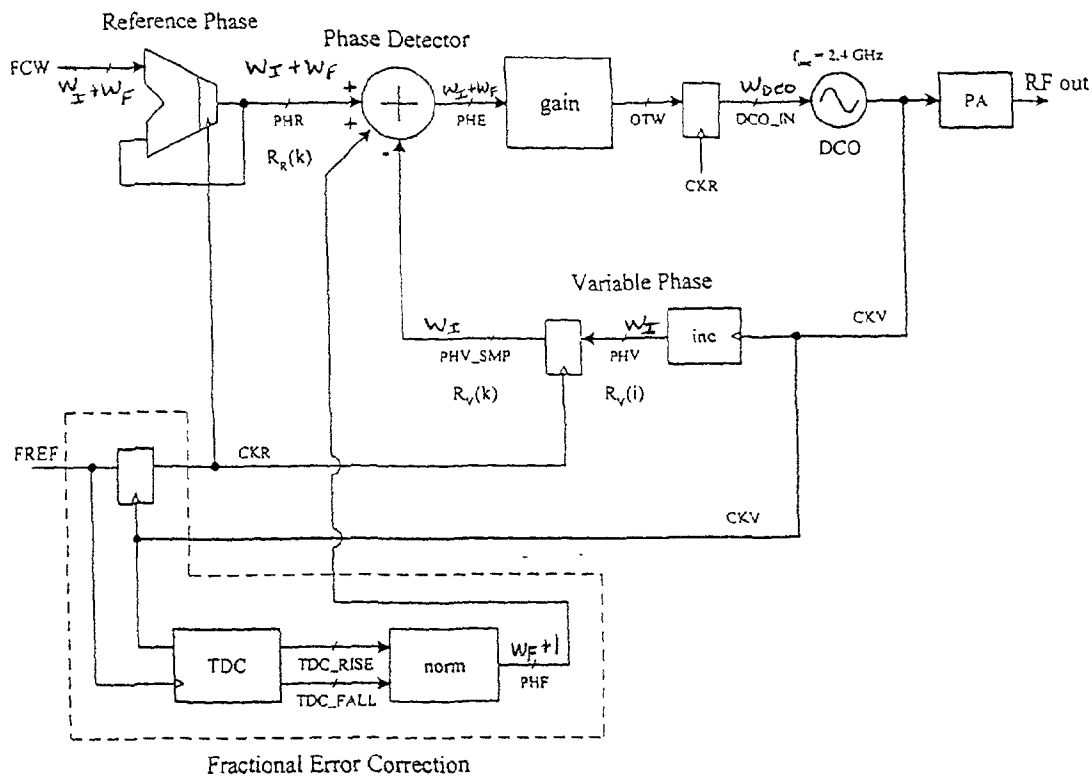 Reference Phase
Phase Detector
FCW
W_I+W_F
W_I+W_F
PHR
R_R(k)
+
+
-
W_I+W_F
PHE
gain
OTW
CKR
W_DCO
DCO_IN
= 2.4 GHz
DCO
PA
RF out
Variable Phase
W_I
PHV_SMP
R_V(k)
W_I
PHV
R_V(i)
inc
CKV
FREF
CKR
CKV
TDC
TDC_RISE
TDC_FALL
norm
W_F+1
PHF
Fractional Error Correction